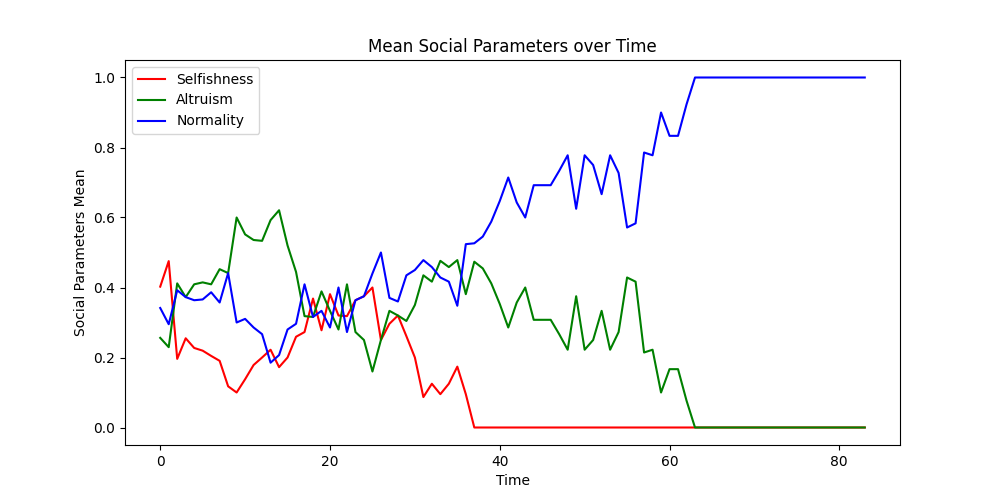 Mean Social Parameters over Time
Selfishness
Altruism
Normality
Social Parameters Mean
1.0
0.8
0.6
0.4
0.2
0.0
0
20
40
60
80
Time